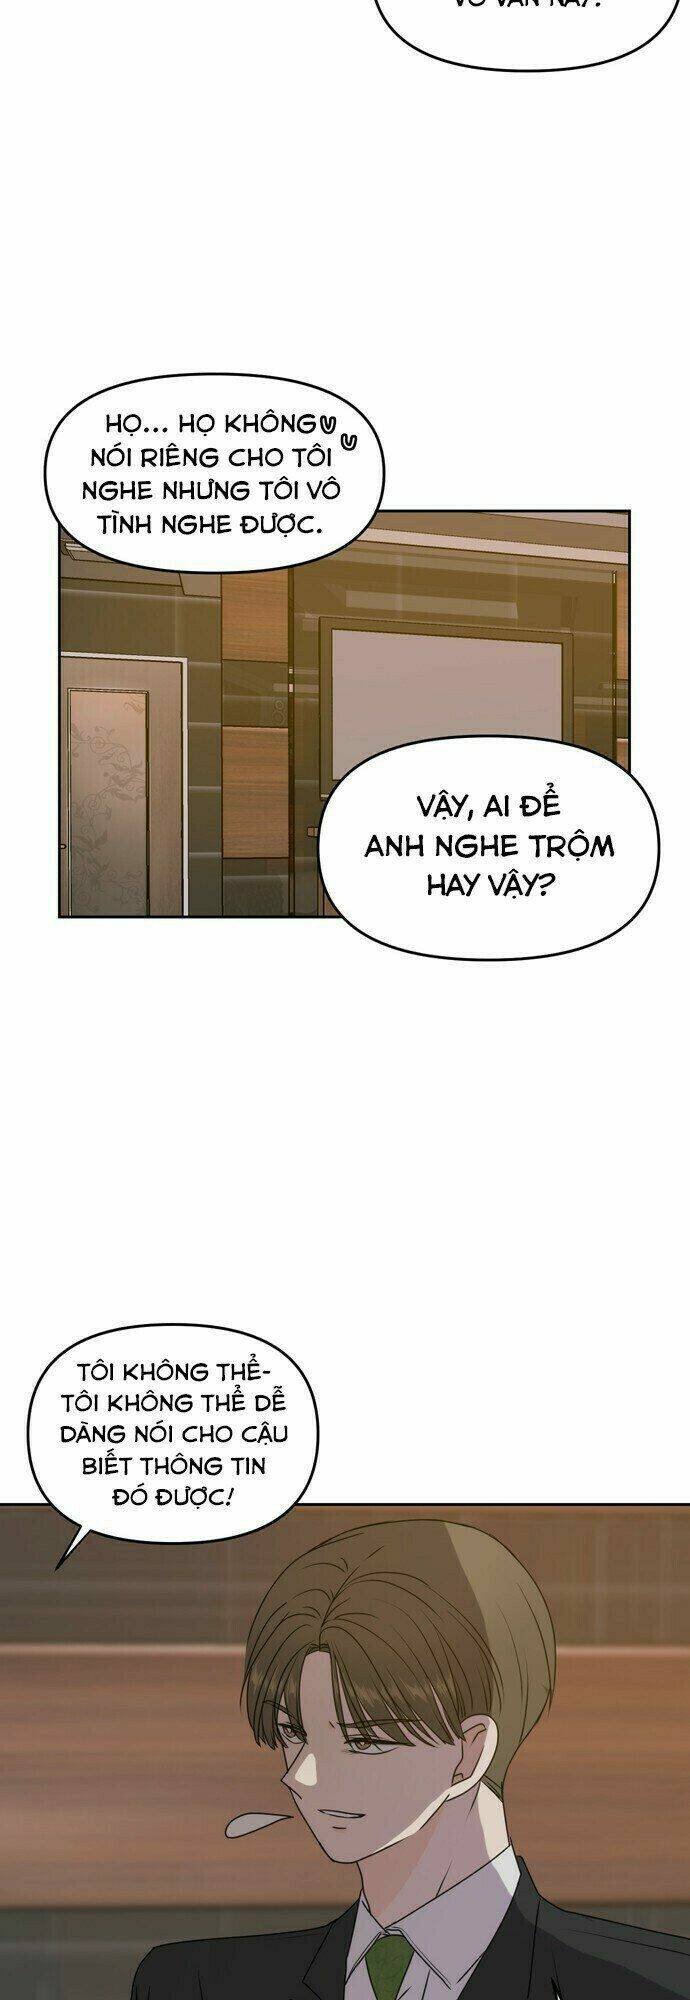 HỌ... HỌ KHÔNG
NÓI RIÊNG CHO TÔI
NGHE NHƯNG TÔI VÔ
TÌNH NGHE ĐƯỢC.
VẬY, AI ĐỂ
ANH NGHE TRỘM
HAY VẬY?
TÔI KHÔNG THỂ-
TÔI KHÔNG THỂ DỄ
DÀNG NÓI CHO CẬU
BIẾT THÔNG TIN
ĐÓ ĐƯỢC!